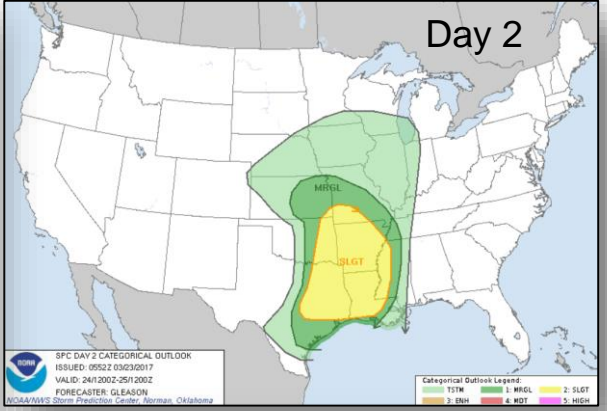 Day 2
MRGL
SLGT
NOAA
SPC DAY 2 CATEGORICAL OUTLOOK
ISSUED: 0552Z 03/23/2017
VALID: 24/1200Z-25/1200Z
FORECASTER: GLEASON
NOAA/NWS Storm Prediction Center, Norman, Oklahoma
Categorical Outlook Legend:
TSTM 1: MRGL 2: SLGT
3: ENH 4: MDT 5: HIGH